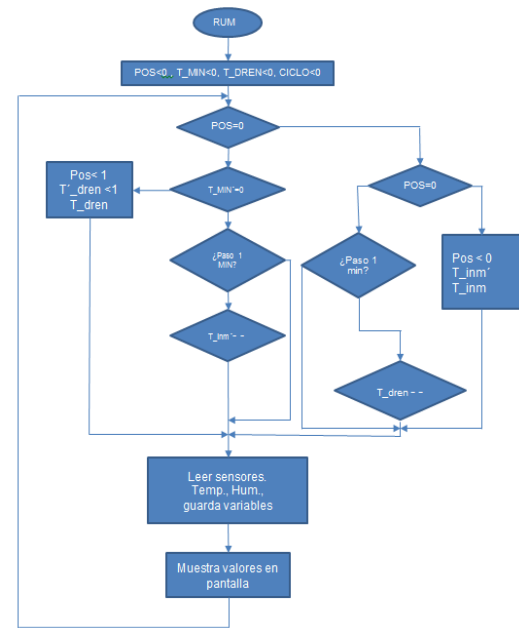 RUM
POS<0 , T_MIN<0, T_DREN<0, CICLO<0
POS=0
Pos< 1
T´_dren <1
T_dren
T_MIN´=0
POS=0
¿Paso 1
MIN?
¿Paso 1
min?
Pos < 0
T_inm´
T_inm
T_inm´- -
T_dren - -
Leer sensores.
Temp., Hum.,
guarda variables
Muestra valores en
pantalla